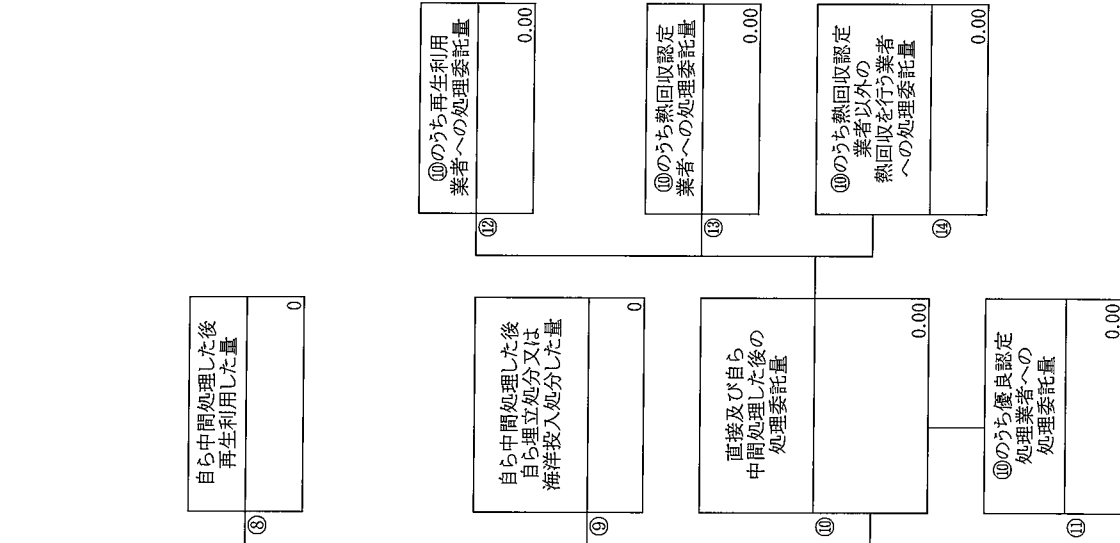 ⑧
自ら中間処理した後
再生利用した量
0
⑨
自ら中間処理した後
自ら埋立処分又は
海洋投入処分した量
0
⑩
直接及び自ら
中間処理した後の
処理委託量
0.00
⑪
⑩のうち優良認定
処理業者への
処理委託量
0.00
⑫
⑩のうち再生利用
業者への処理委託量
0.00
⑬
⑩のうち熱回収認定
業者への処理委託量
0.00
⑭
⑩のうち熱回収認定
業者以外の
熱回収を行う業者
への処理委託量
0.00